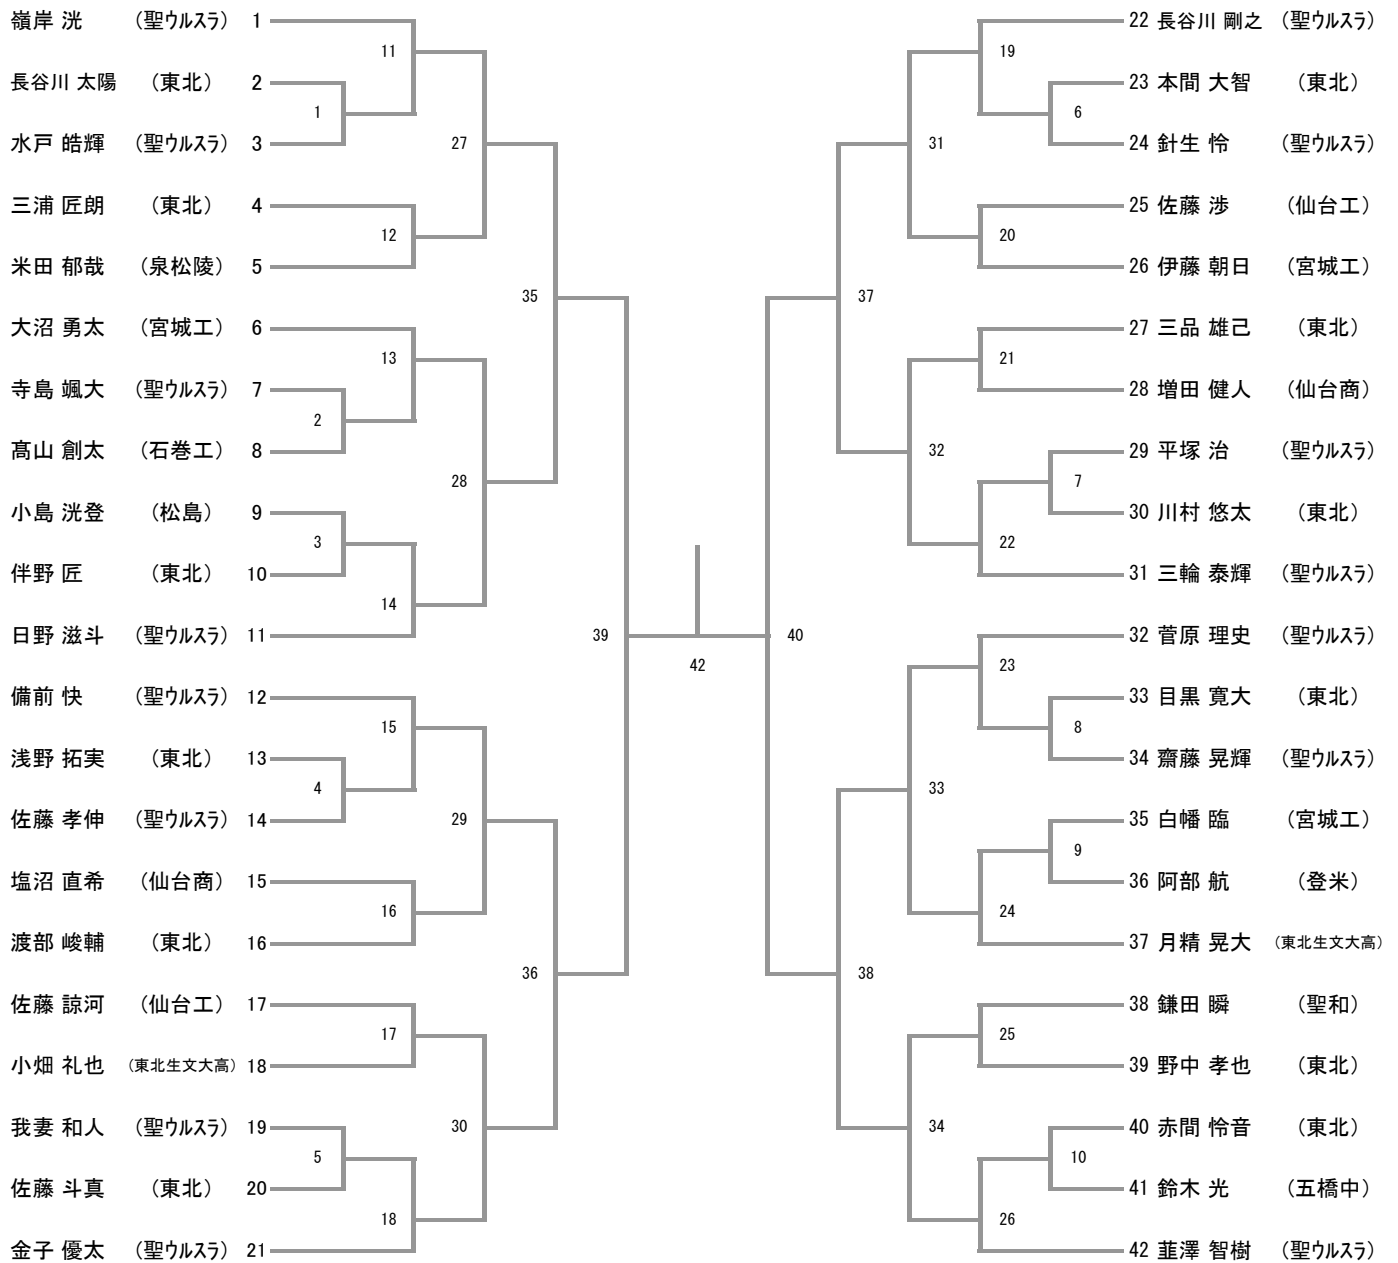 嶺岸 洸 (聖ウルスラ) 1
長谷川 太陽 (東北) 2
水戸 皓輝 (聖ウルスラ) 3
三浦 匠朗 (東北) 4
米田 郁哉 (泉松陵) 5
大沼 勇太 (宮城工) 6
寺島 颯大 (聖ウルスラ) 7
髙山 創太 (石巻工) 8
小島 洸登 (松島) 9
伴野 匠 (東北) 10
日野 滋斗 (聖ウルスラ) 11
備前 快 (聖ウルスラ) 12
浅野 拓実 (東北) 13
佐藤 孝伸 (聖ウルスラ) 14
塩沼 直希 (仙台商) 15
渡部 峻輔 (東北) 16
佐藤 諒河 (仙台工) 17
小畑 礼也 (東北生文大高) 18
我妻 和人 (聖ウルスラ) 19
佐藤 斗真 (東北) 20
金子 優太 (聖ウルスラ) 21
1
2
3
4
5
11
12
13
14
15
16
17
18
27
28
29
30
35
36
39
42
40
37
38
31
32
33
34
19
20
21
22
23
24
25
26
6
7
8
9
10
22 長谷川 剛之 (聖ウルスラ)
23 本間 大智 (東北)
24 針生 怜 (聖ウルスラ)
25 佐藤 渉 (仙台工)
26 伊藤 朝日 (宮城工)
27 三品 雄己 (東北)
28 増田 健人 (仙台商)
29 平塚 治 (聖ウルスラ)
30 川村 悠太 (東北)
31 三輪 泰輝 (聖ウルスラ)
32 菅原 理史 (聖ウルスラ)
33 目黒 寛大 (東北)
34 齋藤 晃輝 (聖ウルスラ)
35 白幡 臨 (宮城工)
36 阿部 航 (登米)
37 月精 晃大 (東北生文大高)
38 鎌田 瞬 (聖和)
39 野中 孝也 (東北)
40 赤間 怜音 (東北)
41 鈴木 光 (五橋中)
42 韮澤 智樹 (聖ウルスラ)